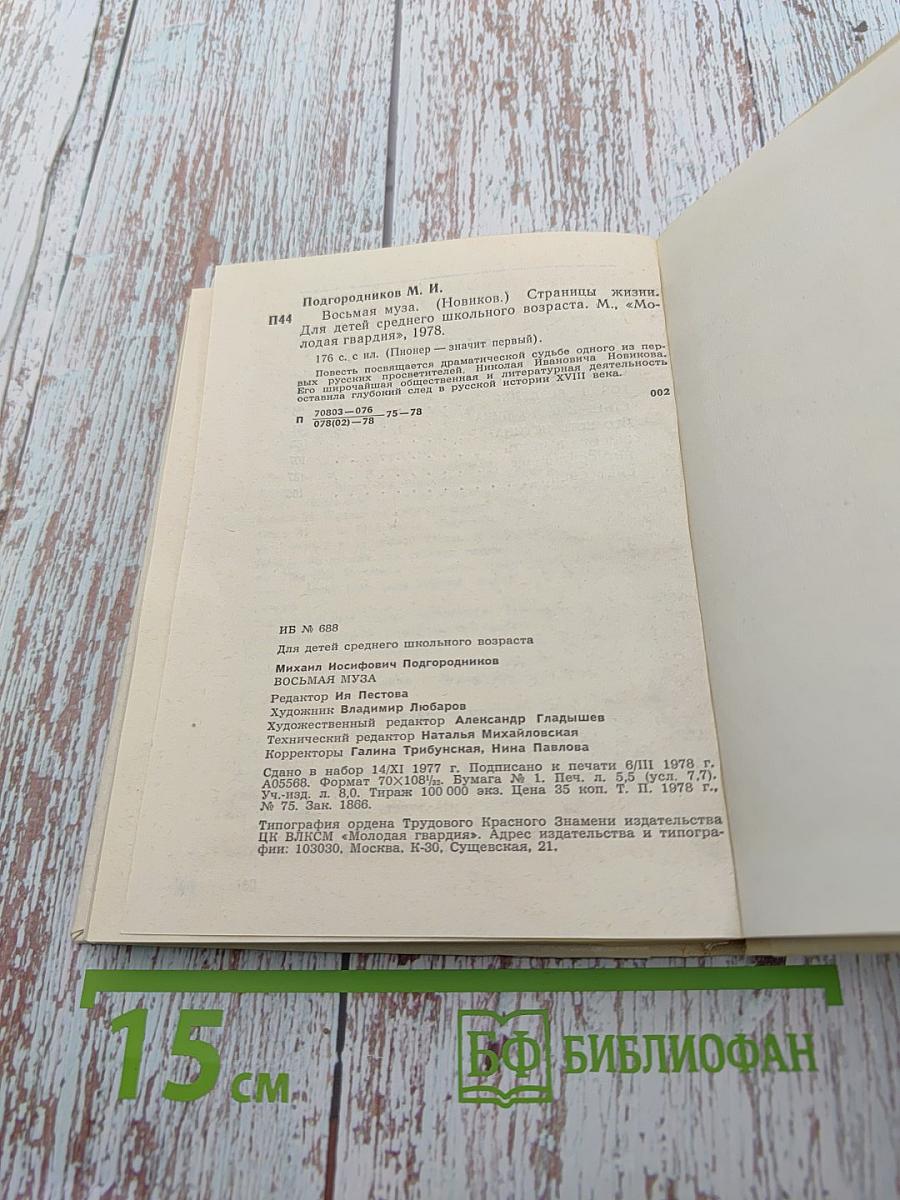 Подгородников М. И.
П44 Восьмая муза. (Новиков.) Страницы жизни.
Для детей среднего школьного возраста. М., «Мо-
лодая гвардия», 1978.
176 с. с ил. (Пионер — значит первый).
Повесть посвящается драматической судьбе одного из пер-
вых русских просветителей, Николая Ивановича Новикова.
Его широчайшая общественная и литературная деятельность
оставила глубокий след в русской истории XVIII века.
П 70803—076
078(02)—78 —75—78 002
ИБ № 688
Для детей среднего школьного возраста
Михаил Иосифович Подгородников
ВОСЬМАЯ МУЗА
Редактор Ия Пестова
Художник Владимир Любаров
Художественный редактор Александр Гладышев
Технический редактор Наталья Михайловская
Корректоры Галина Трибунская, Нина Павлова
Сдано в набор 14/XI 1977 г. Подписано к печати 6/III 1978 г.
А05568. Формат 70×108¹/₃₂. Бумага № 1. Печ. л. 5,5 (усл. 7,7).
Уч.-изд. л. 8,0. Тираж 100 000 экз. Цена 35 коп. Т. П. 1978 г.,
№ 75. Зак. 1866.
Типография ордена Трудового Красного Знамени издательства
ЦК ВЛКСМ «Молодая гвардия». Адрес издательства и типогра-
фии: 103030, Москва, К-30, Сущевская, 21.
15 см БФ БИБЛИОФАН